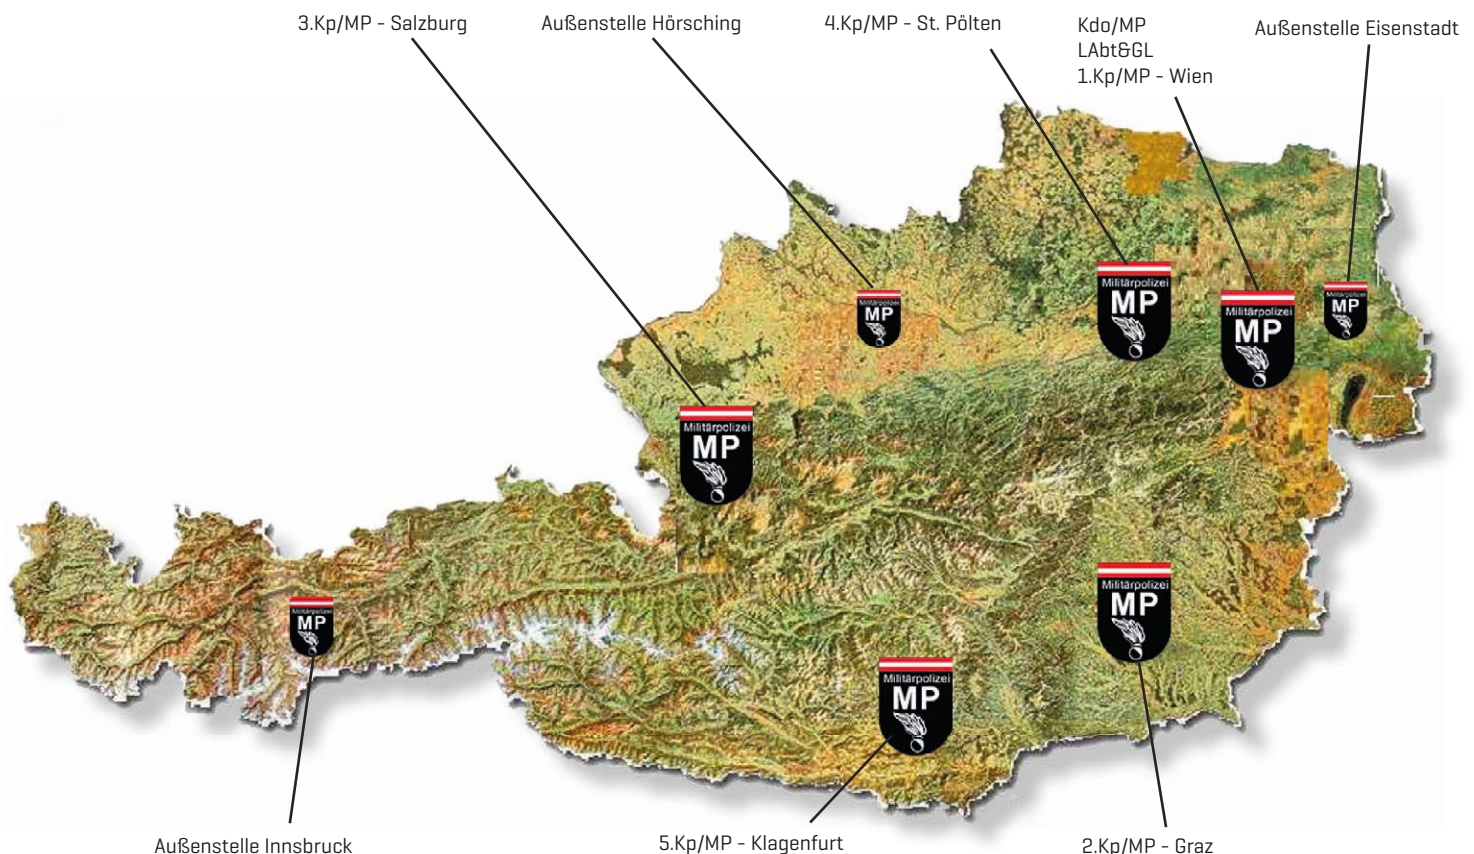 3.Kp/MP - Salzburg
Außenstelle Hörsching
4.Kp/MP - St. Pölten
Kdo/MP
LAbt&GL
1.Kp/MP - Wien
Außenstelle Eisenstadt
Militärpolizei
MP
Militärpolizei
MP
Militärpolizei
MP
Militärpolizei
MP
Militärpolizei
MP
Militärpolizei
MP
Militärpolizei
MP
Militärpolizei
MP
Außenstelle Innsbruck
5.Kp/MP - Klagenfurt
2.Kp/MP - Graz